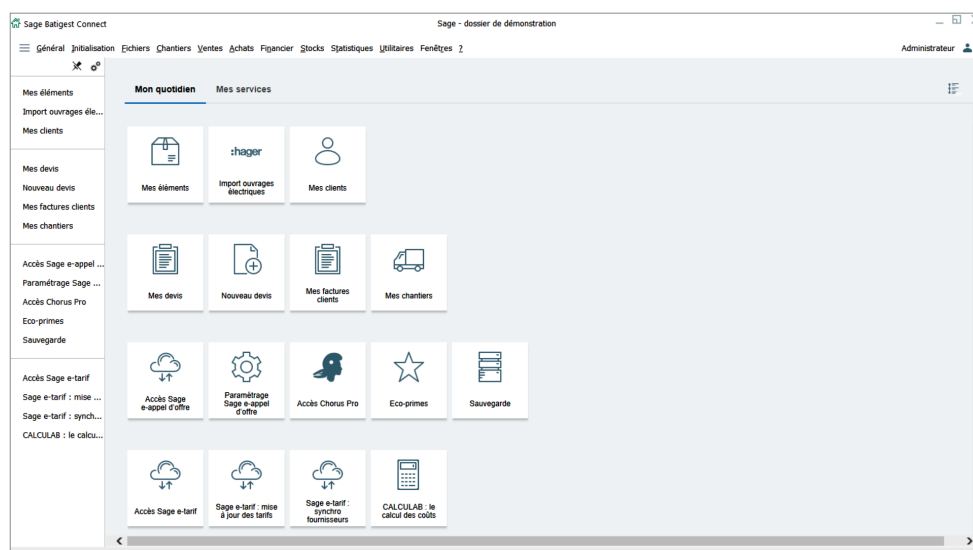 Sage Batigest Connect
Sage - dossier de démonstration
Général Initialisation Fichiers Chantiers Ventes Achats Financier Stocks Statistiques Utilitaires Fenêtres ?
Administrateur
Mes éléments
Import ouvrages éle...
Mes clients
Mes devis
Nouveau devis
Mes factures clients
Mes chantiers
Accès Sage e-appel ...
Paramétrage Sage ...
Accès Chorus Pro
Eco-primes
Sauvegarde
Accès Sage e-tarif
Sage e-tarif : mise ...
Sage e-tarif : synch...
CALCULAB : le calcu...
Mon quotidien
Mes services
Mes éléments
:hager
Import ouvrages
électriques
Mes clients
Mes devis
Nouveau devis
Mes factures
clients
Mes chantiers
Accès Sage
e-appel d'offre
Paramètrage
Sage e-appel
d'offre
Accès Chorus Pro
Eco-primes
Sauvegarde
Accès Sage e-tarif
Sage e-tarif : mise
à jour des tarifs
Sage e-tarif :
synchro
fournisseurs
CALCULAB : le
calcul des coûts